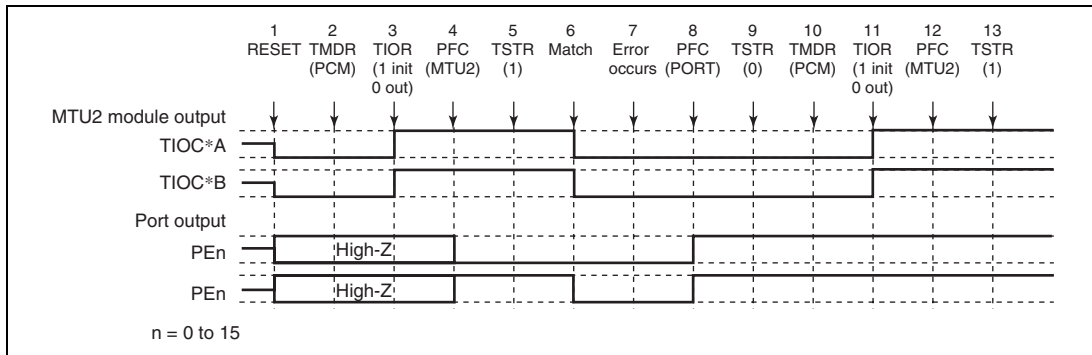 1 2 3 4 5 6 7 8 9 10 11 12 13
RESET TMDR TIOR PFC TSTR Match Error PFC TSTR TMDR TIOR PFC TSTR
(PCM) (1 init (MTU2) (1) occurs (PORT) (0) (PCM) (1 init (MTU2) (1)
0 out) 0 out)
MTU2 module output
TIOC*A
TIOC*B
Port output
PEn High-Z
PEn High-Z
n = 0 to 15